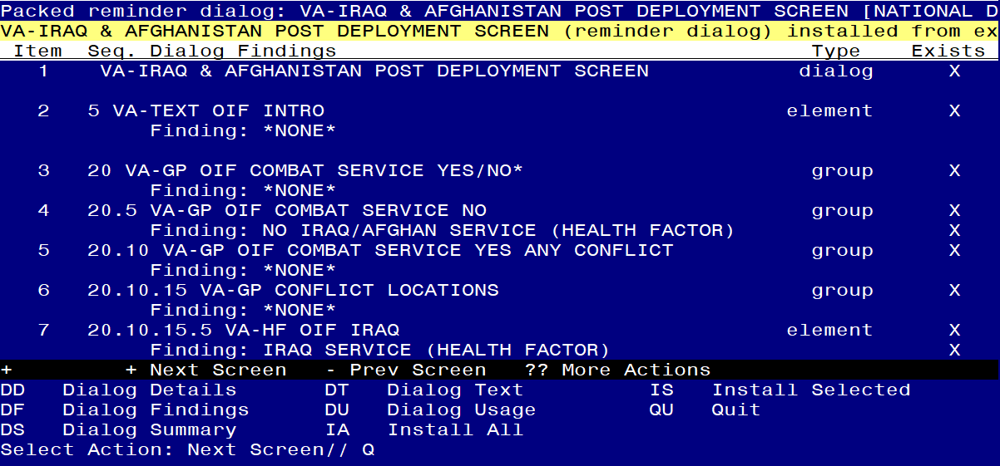 Packed reminder dialog: VA-IRAQ & AFGHANISTAN POST DEPLOYMENT SCREEN [NATIONAL D
VA-IRAQ & AFGHANISTAN POST DEPLOYMENT SCREEN (reminder dialog) installed from ex
Item Seq. Dialog Findings Type Exists
1 VA-IRAQ & AFGHANISTAN POST DEPLOYMENT SCREEN dialog X
2 5 VA-TEXT OIF INTRO element X
Finding: *NONE*
3 20 VA-GP OIF COMBAT SERVICE YES/NO* group X
Finding: *NONE*
4 20.5 VA-GP OIF COMBAT SERVICE NO group X
Finding: NO IRAQ/AFGHAN SERVICE (HEALTH FACTOR) X
5 20.10 VA-GP OIF COMBAT SERVICE YES ANY CONFLICT group X
Finding: *NONE*
6 20.10.15 VA-GP CONFLICT LOCATIONS group X
Finding: *NONE*
7 20.10.15.5 VA-HF OIF IRAQ element X
Finding: IRAQ SERVICE (HEALTH FACTOR) X
+ + Next Screen - Prev Screen ?? More Actions
DD Dialog Details DT Dialog Text IS Install Selected
DF Dialog Findings DU Dialog Usage QU Quit
DS Dialog Summary IA Install All
Select Action: Next Screen// Q